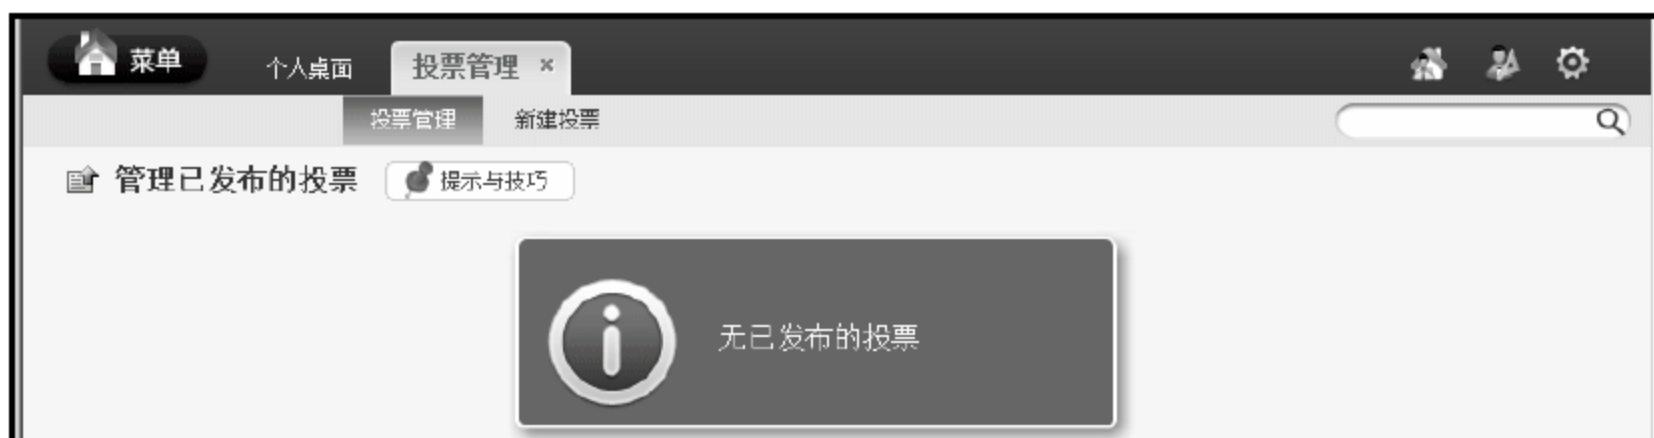 菜单
个人桌面
投票管理 ×
投票管理
新建投票
管理已发布的投票
提示与技巧
无已发布的投票